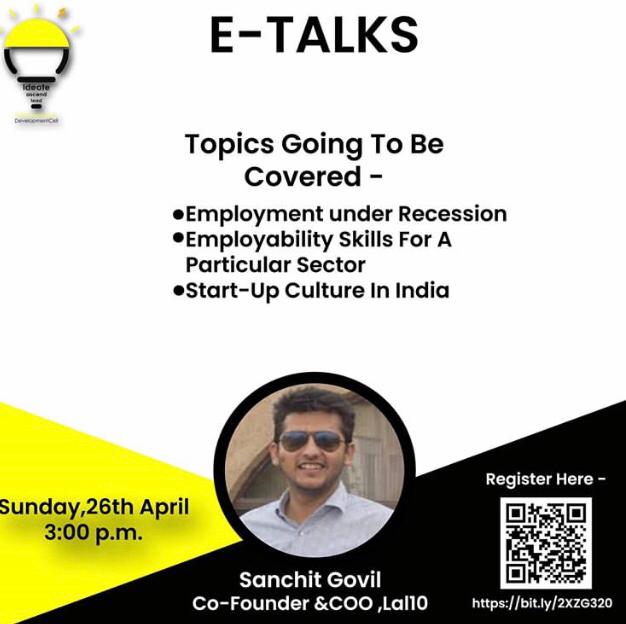 E-TALKS
Ideate
ascend
lead
DevelopmentCell
Topics Going To Be
Covered -
•Employment under Recession
•Employability Skills For A
Particular Sector
•Start-Up Culture In India
Sunday,26th April
3:00 p.m.
Sanchit Govil
Co-Founder &COO ,Lal10
Register Here -
https://bit.ly/2XZG320